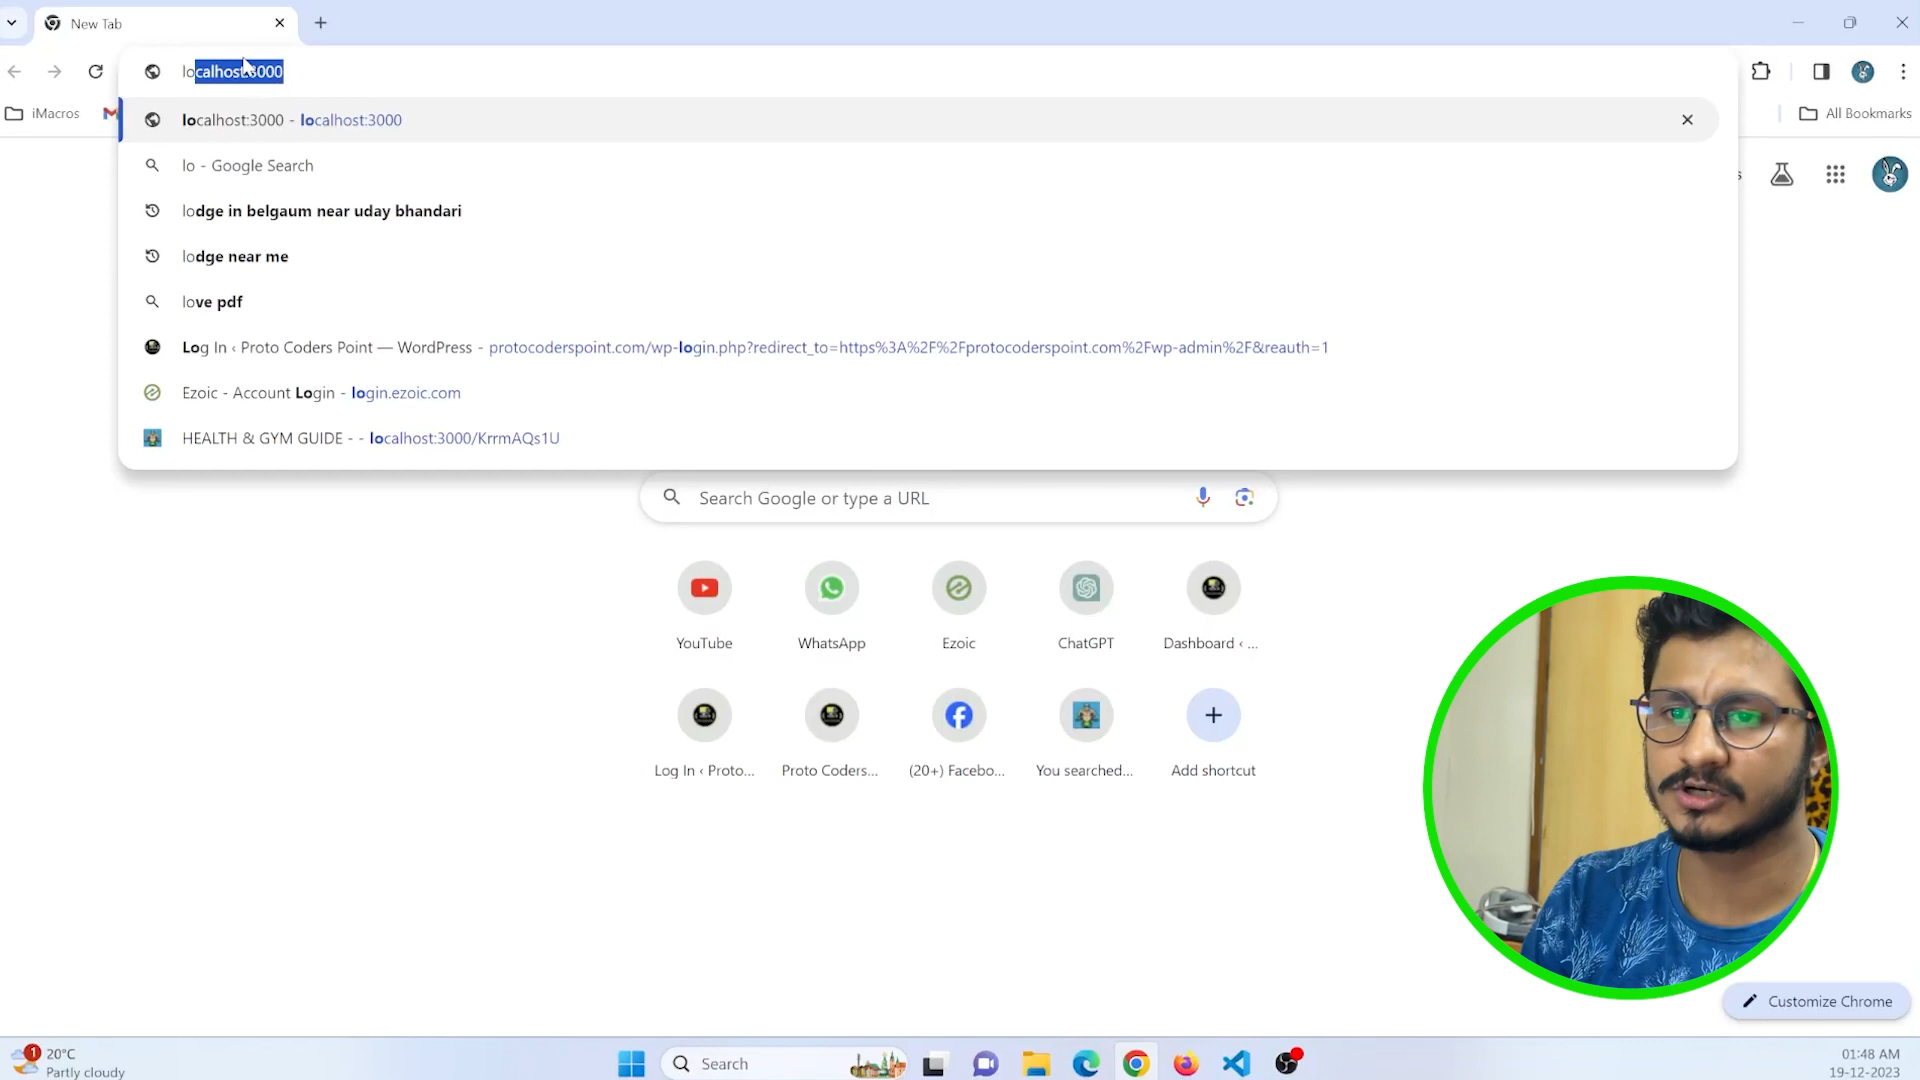 New Tab
localhost:3000
iMacros
All Bookmarks
localhost:3000 - localhost:3000
lo - Google Search
lodge in belgaum near uday bhandari
lodge near me
love pdf
Log In ‹ Proto Coders Point — WordPress - protocoderspoint.com/wp-login.php?redirect_to=https%3A%2F%2Fprotocoderspoint.com%2Fwp-admin%2F&reauth=1
Ezoic - Account Login - login.ezoic.com
HEALTH & GYM GUIDE - - localhost:3000/KrrmAQs1U
Search Google or type a URL
YouTube
WhatsApp
Ezoic
ChatGPT
Dashboard ‹ ...
Log In ‹ Proto...
Proto Coders...
(20+) Facebo...
You searched...
Add shortcut
Customize Chrome
1
20°C
Partly cloudy
Search
01:48 AM
19-12-2023